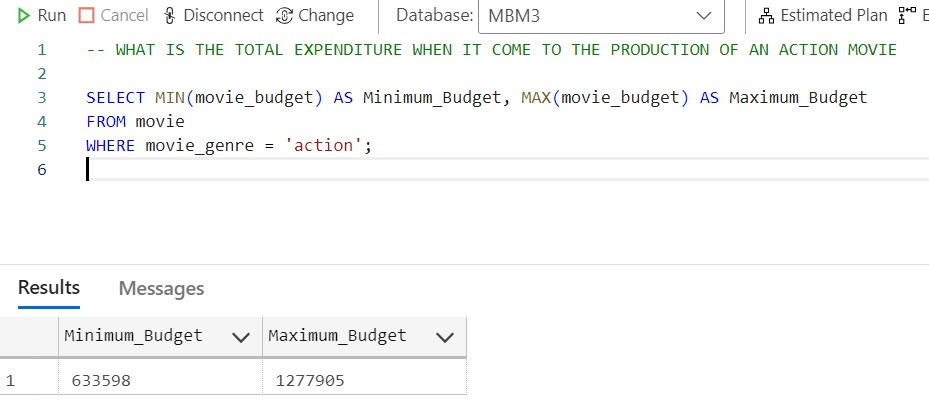 Run Cancel Disconnect Change Database: MBM3 Estimated Plan E
1 -- WHAT IS THE TOTAL EXPENDITURE WHEN IT COME TO THE PRODUCTION OF AN ACTION MOVIE
2
3 SELECT MIN(movie_budget) AS Minimum_Budget, MAX(movie_budget) AS Maximum_Budget
4 FROM movie
5 WHERE movie_genre = 'action';
6
Results Messages
Minimum_Budget Maximum_Budget
1 633598 1277905